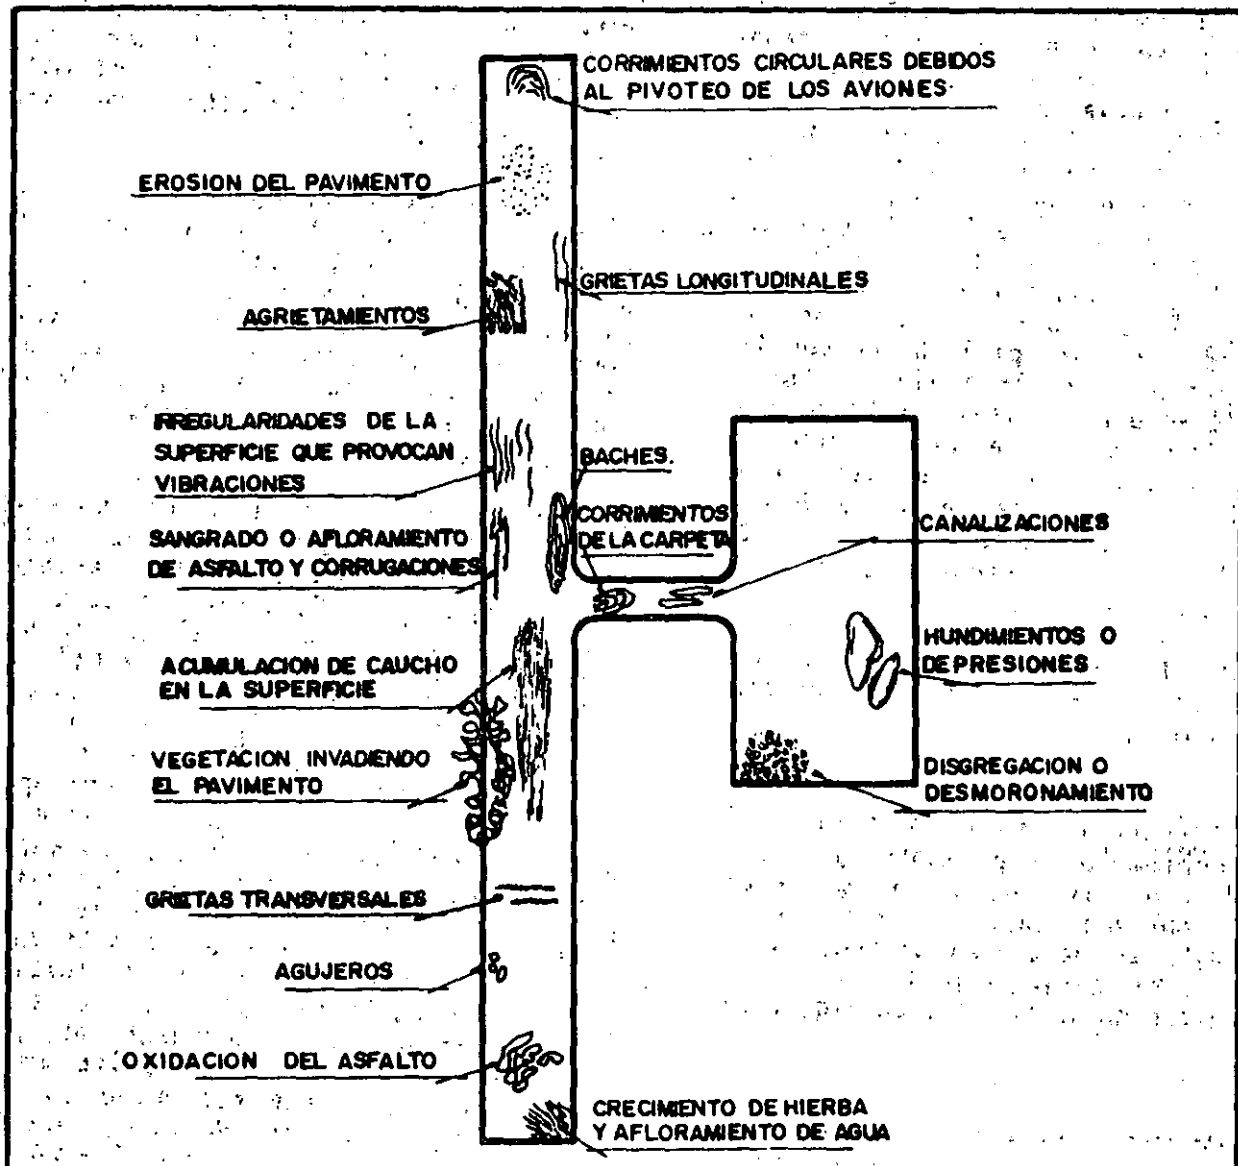 CORRIMIENTOS CIRCULARES DEBIDOS
AL PIVOTEO DE LOS AVIONES
EROSION DEL PAVIMENTO
GRIETAS LONGITUDINALES
AGRIETAMIENTOS
IRREGULARIDADES DE LA
SUPERFICIE QUE PROVOCAN
VIBRACIONES
BACHES.
CORRIMIENTOS
DE LA CARPETA
CANALIZACIONES
SANGRADO O AFLORAMIENTO
DE ASFALTO Y CORRUGACIONES
HUNDIMIENTOS O
DEPRESIONES
ACUMULACION DE CAUCHO
EN LA SUPERFICIE
VEGETACION INVADIENDO
EL PAVIMENTO
DISGREGACION O
DESMORONAMIENTO
GRIETAS TRANSVERSALES
AGUJEROS
OXIDACION DEL ASFALTO
CRECIMIENTO DE HIERBA
Y AFLORAMIENTO DE AGUA